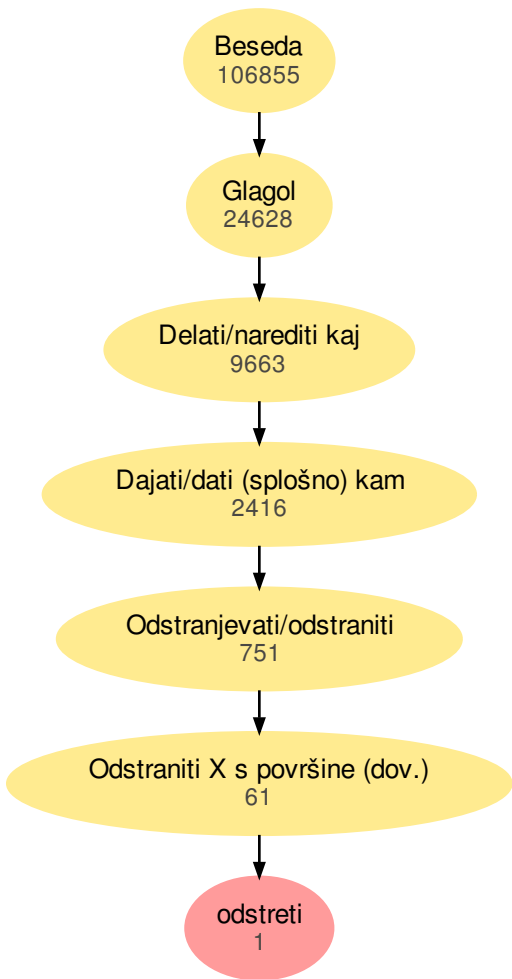 Beseda
106855
Glagol
24628
Delati/narediti kaj
9663
Dajati/dati (splošno) kam
2416
Odstranjevati/odstraniti
751
Odstraniti X s površine (dov.)
61
odstreti
1